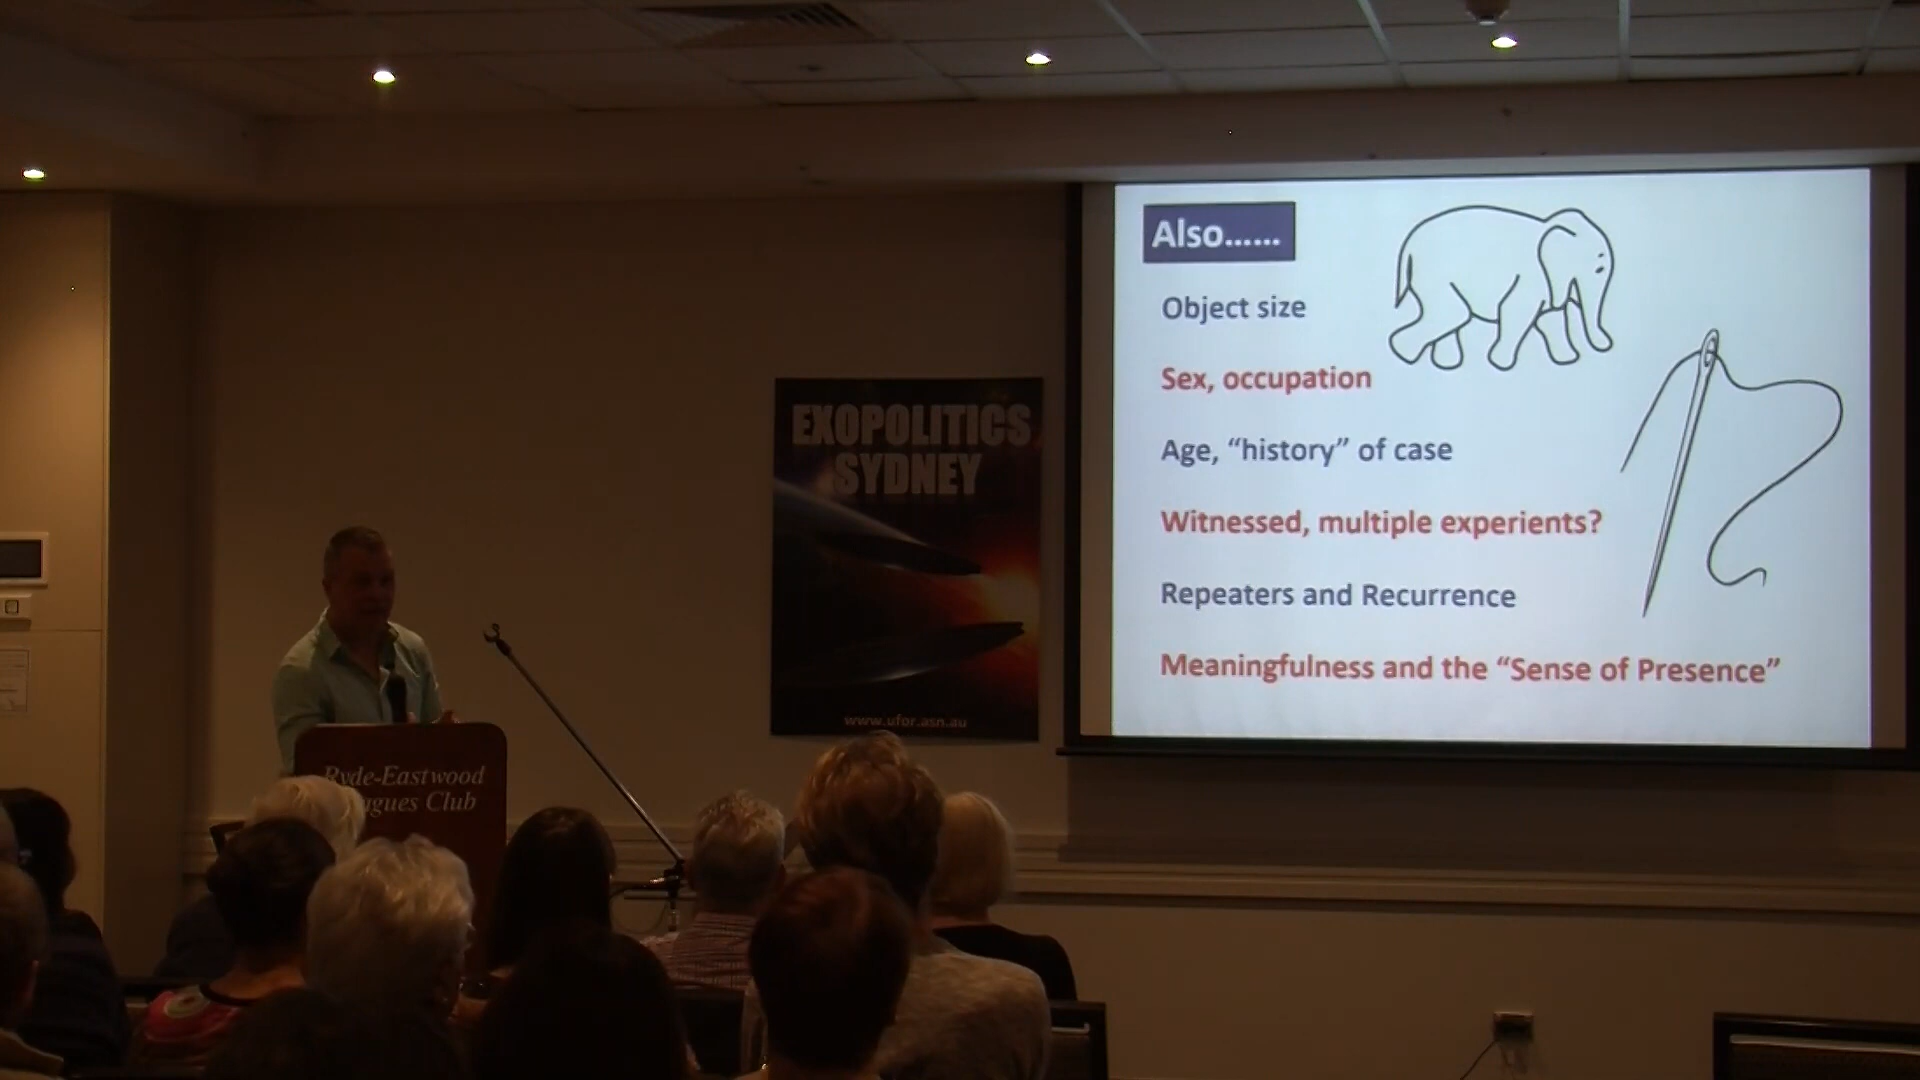 Also......
Object size
Sex, occupation
Age, “history” of case
Witnessed, multiple experients?
Repeaters and Recurrence
Meaningfulness and the “Sense of Presence”
EXOPOLITICS
SYDNEY
www.ufor.asn.au
Ryde-Eastwood
agues Club